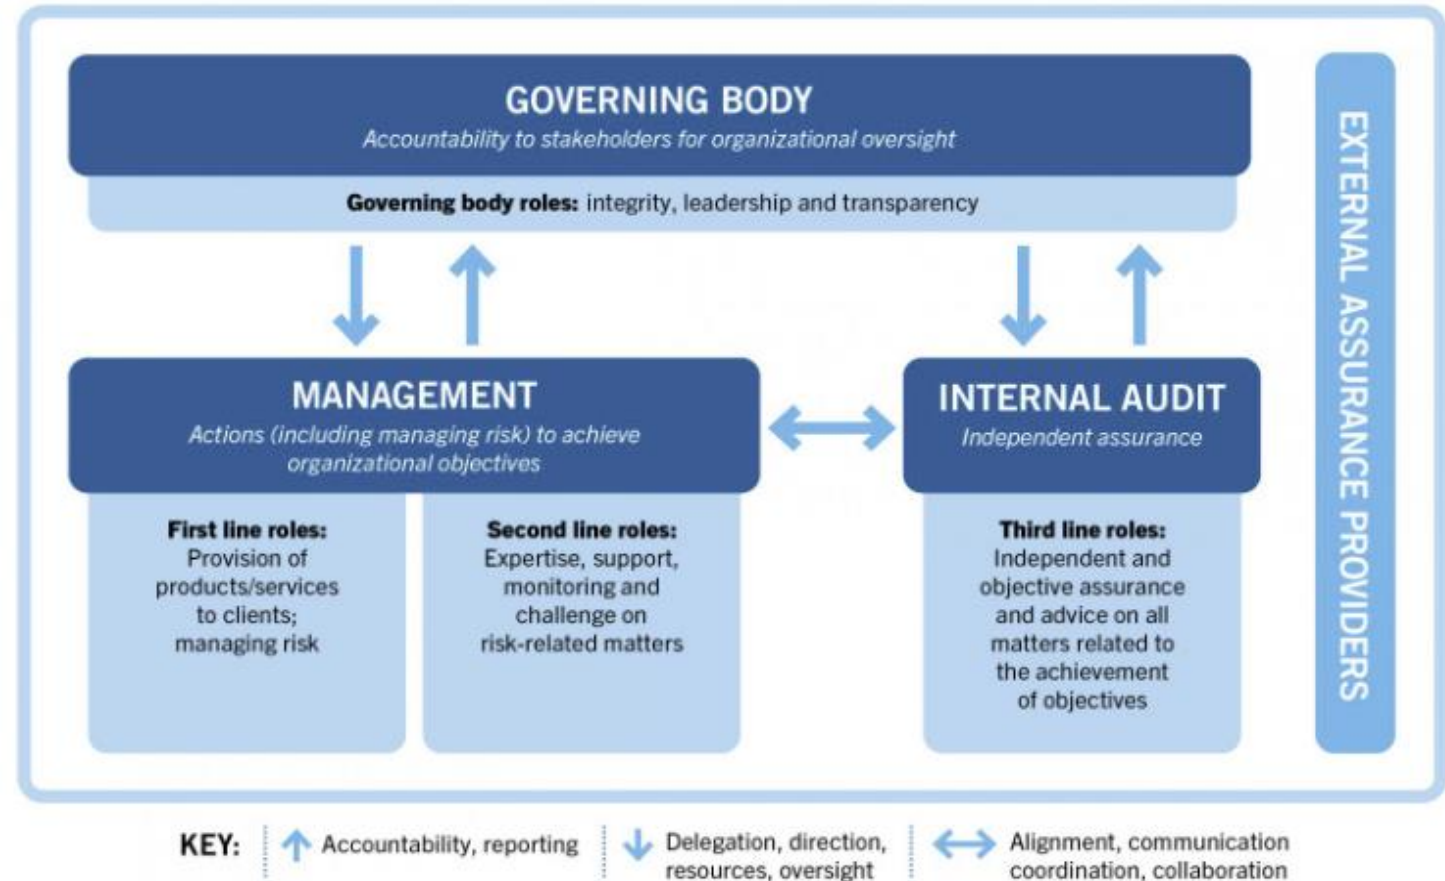 GOVERNING BODY
Accountability to stakeholders for organizational oversight
Governing body roles: integrity, leadership and transparency
MANAGEMENT
Actions (including managing risk) to achieve
organizational objectives
First line roles:
Provision of
products/services
to clients;
managing risk
Second line roles:
Expertise, support,
monitoring and
challenge on
risk-related matters
INTERNAL AUDIT
Independent assurance
Third line roles:
Independent and
objective assurance
and advice on all
matters related to
the achievement
of objectives
EXTERNAL ASSURANCE PROVIDERS
KEY:
Accountability, reporting
Delegation, direction,
resources, oversight
Alignment, communication
coordination, collaboration